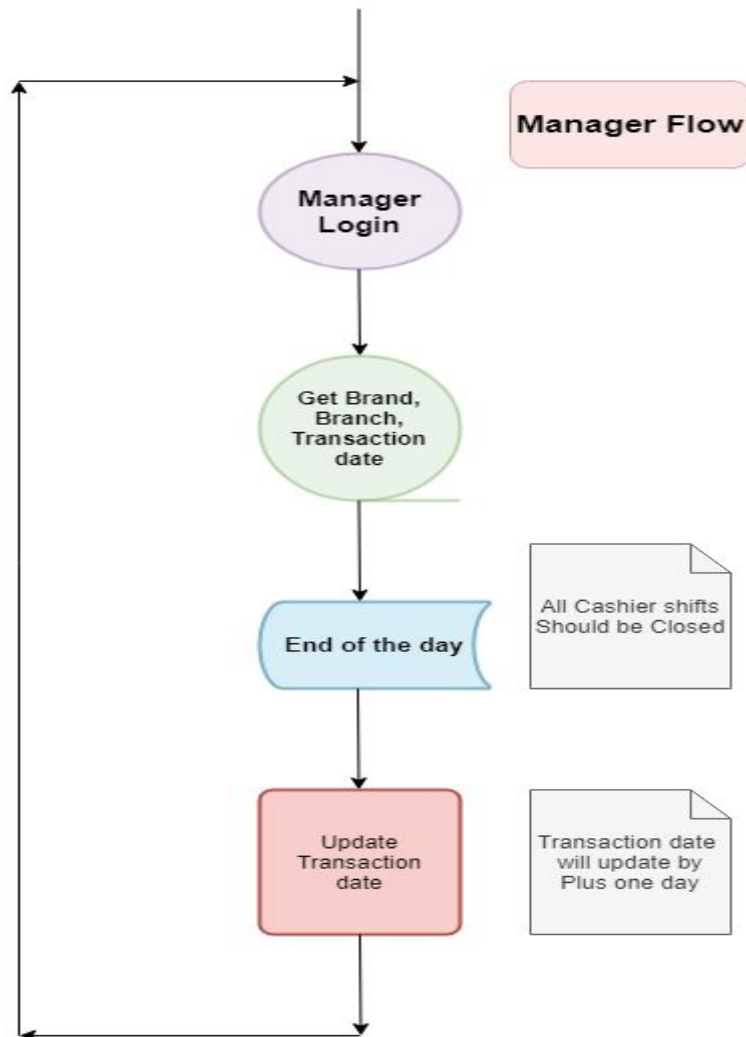 Manager Flow
Manager
Login
Get Brand,
Branch,
Transaction
date
End of the day
All Cashier shifts
Should be Closed
Update
Transaction
date
Transaction date
will update by
Plus one day